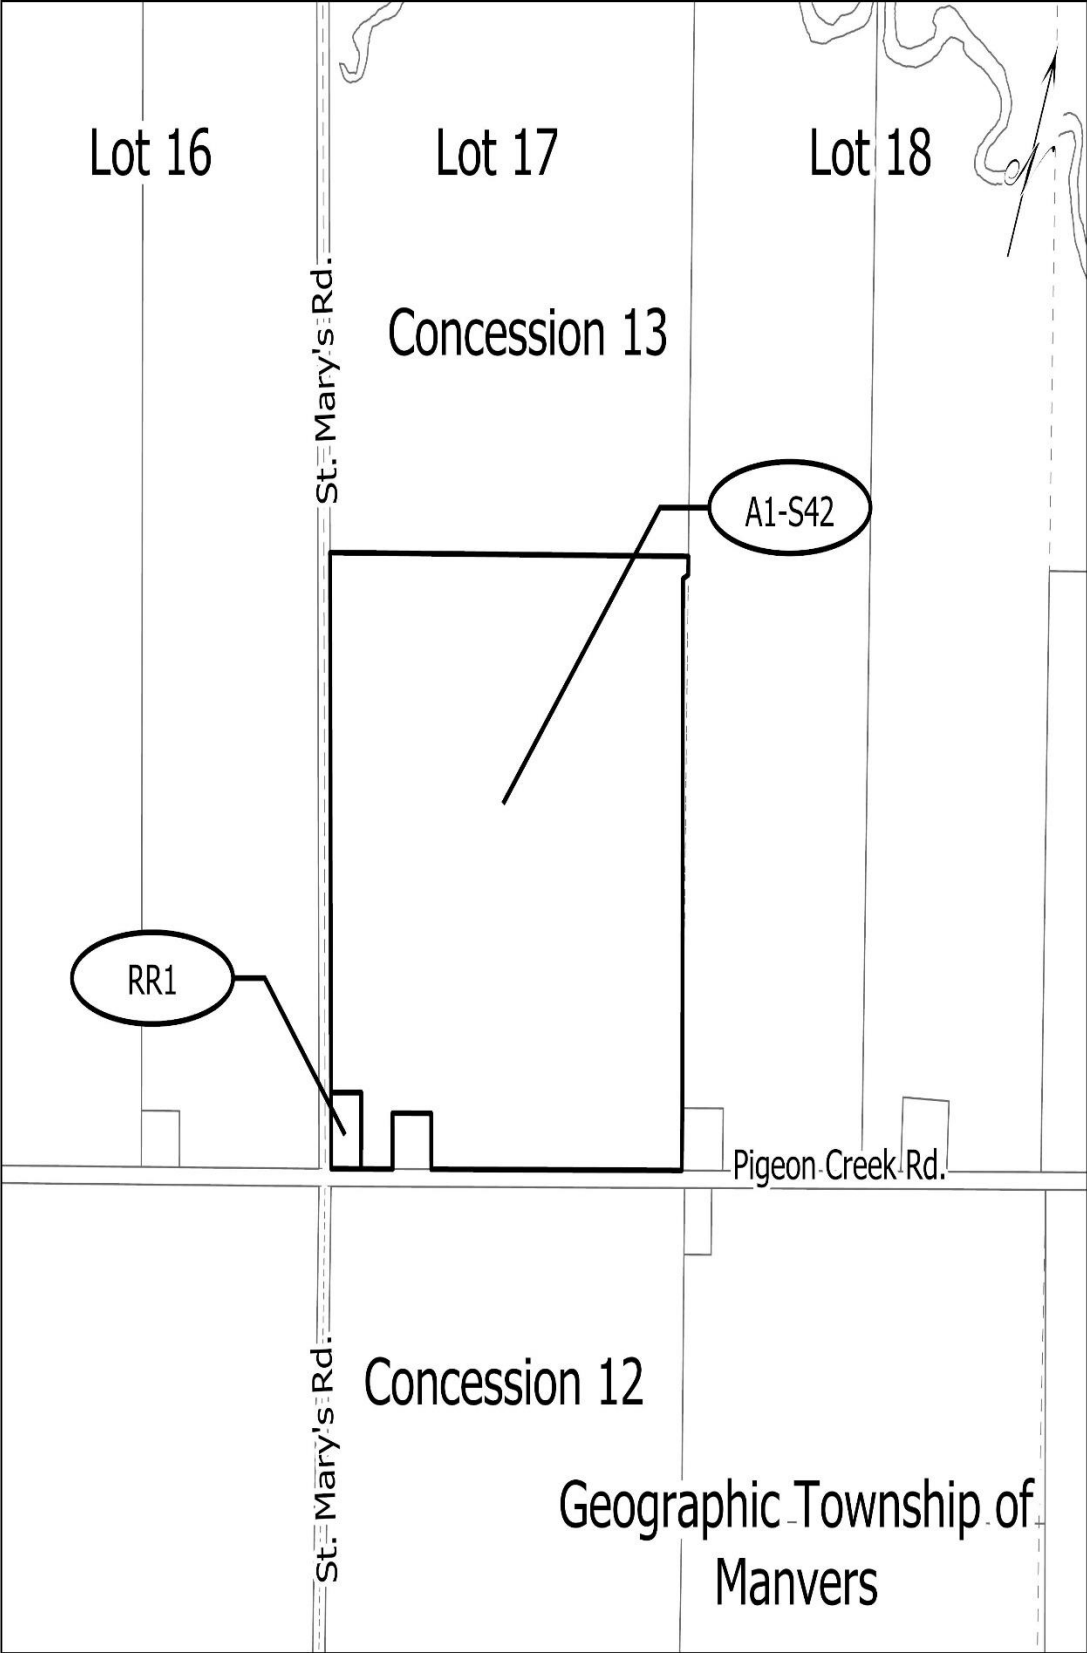 Lot 16
Lot 17
Lot 18
St. Mary's Rd.
Concession 13
A1-S42
RR1
Pigeon Creek Rd.
St. Mary's Rd.
Concession 12
Geographic Township of
Manvers